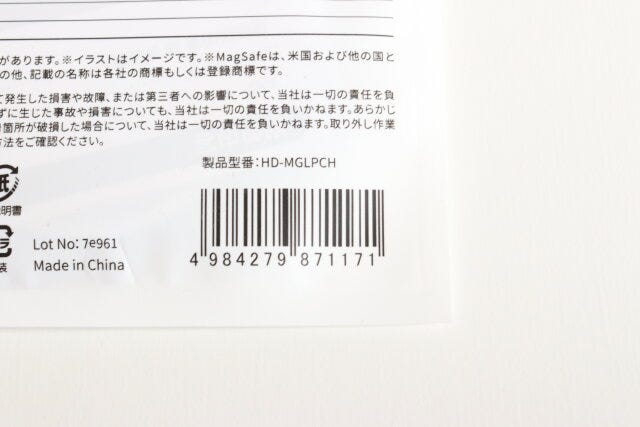 があります。※イラストはイメージです。※MagSafeは、米国および他の国と
の他、記載の名称は各社の商標もしくは登録商標です。
て発生した損害や故障、または第三者への影響について、当社は一切の責任を負
ずに生じた事故や損害についても、当社は一切の責任を負いかねます。あらかじ
箇所が破損した場合について、当社は一切の責任を負いかねます。取り外し作業
方法をご確認ください。
製品型番：HD-MGLPCH
紙
説明書
プラ
装
Lot No: 7e961
Made in China
4 984279 871171